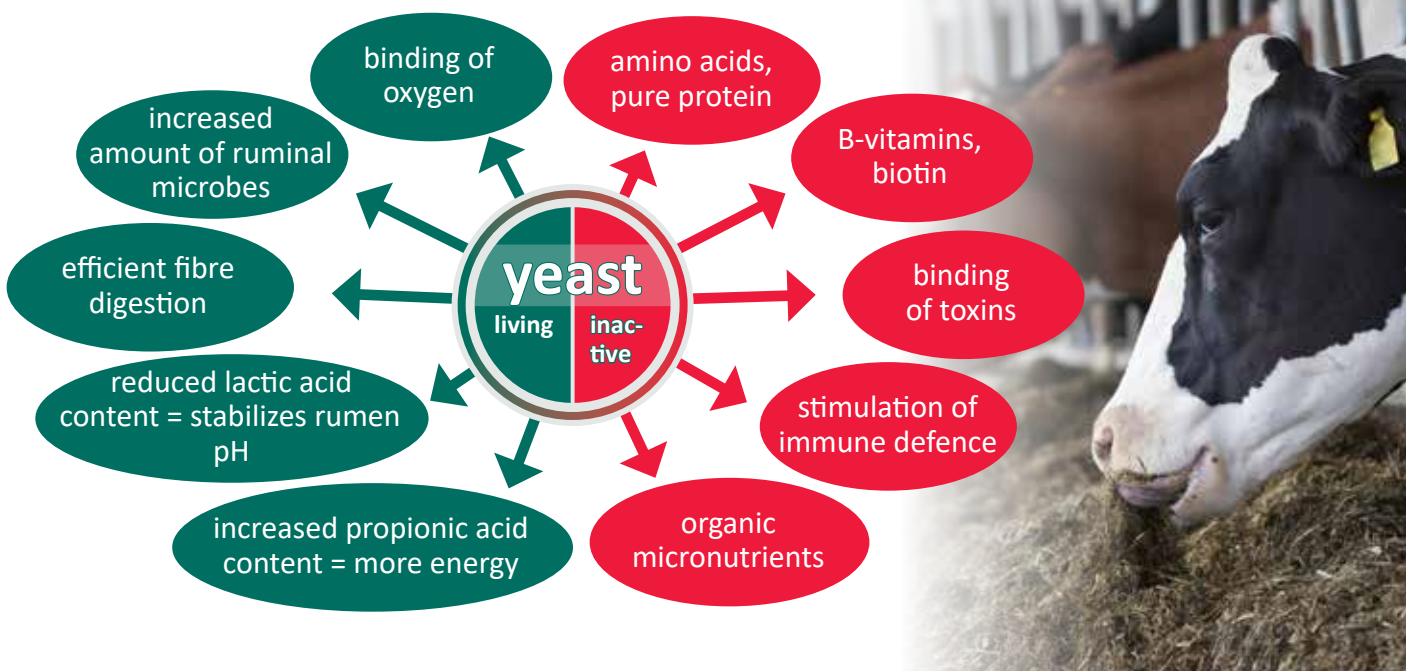 binding of
oxygen
amino acids,
pure protein
increased
amount of ruminal
microbes
B-vitamins,
biotin
efficient fibre
digestion
yeast
living
inac-
tive
binding
of toxins
reduced lactic acid
content = stabilizes rumen
pH
stimulation of
immune defence
increased propionic acid
content = more energy
organic
micronutrients